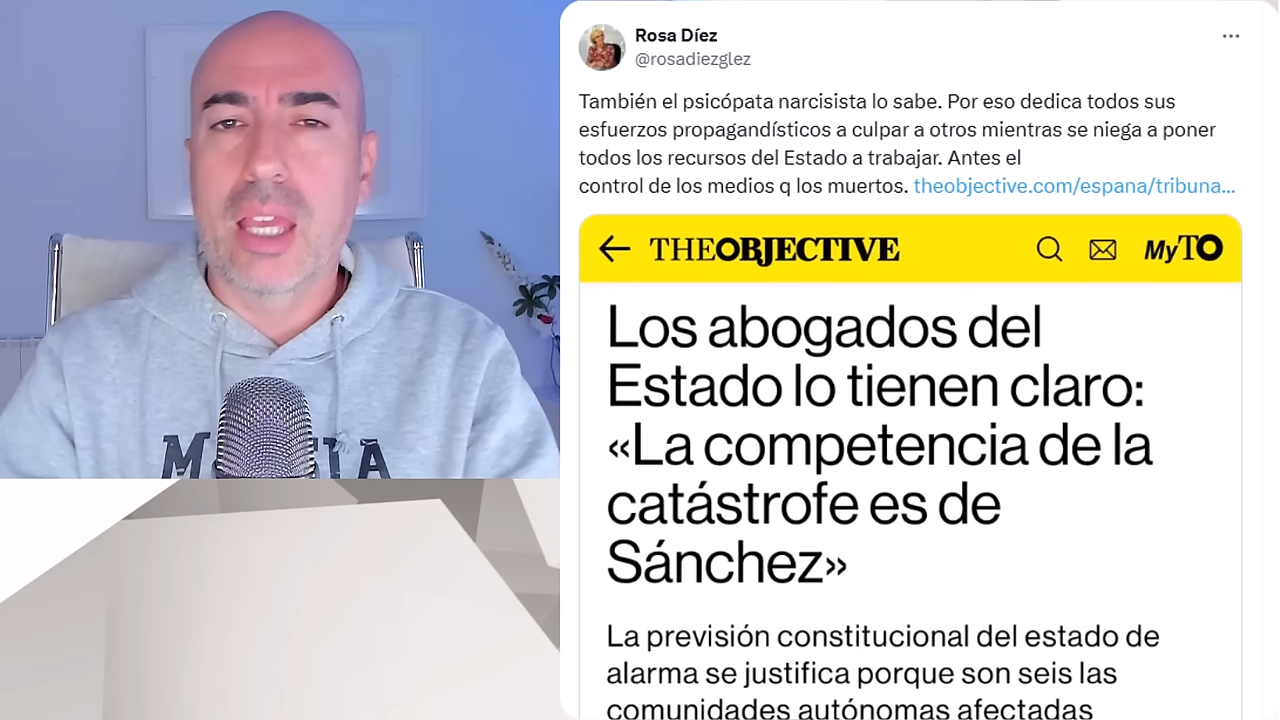 Rosa Díez
@rosadiezglez
También el psicópata narcisista lo sabe. Por eso dedica todos sus
esfuerzos propagandísticos a culpar a otros mientras se niega a poner
todos los recursos del Estado a trabajar. Antes el
control de los medios q los muertos. theobjective.com/espana/tribuna...
THEOBJECTIVE
MyTO
Los abogados del
Estado lo tienen claro:
«La competencia de la
catástrofe es de
Sánchez»
La previsión constitucional del estado de
alarma se justifica porque son seis las
comunidades autónomas afectadas